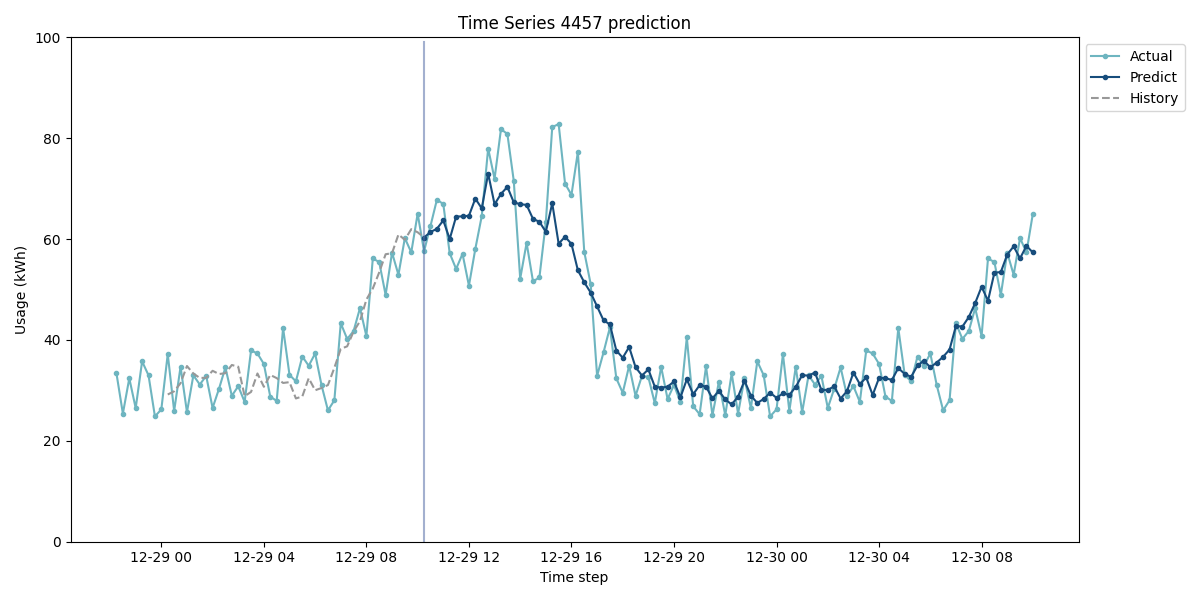 Time Series 4457 prediction
Usage (kWh)
100
80
60
40
20
0
12-29 00
12-29 04
12-29 08
12-29 12
12-29 16
12-29 20
12-30 00
12-30 04
12-30 08
Time step
Actual
Predict
History